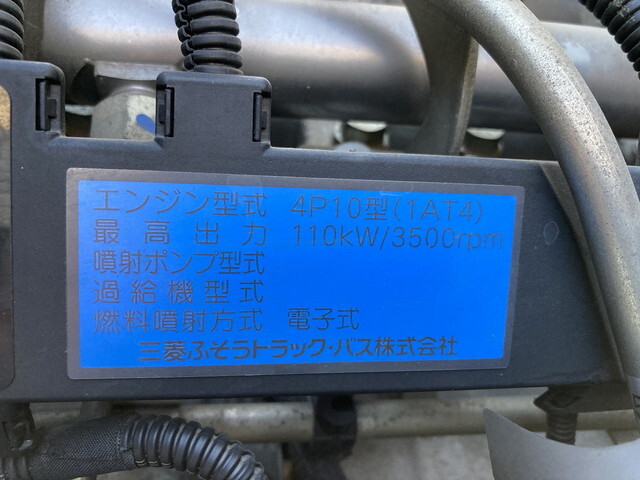 エンジン型式 4P10型(1AT4)
最高出力 110kW/3500rpm
噴射ポンプ型式
過給機型式
燃料噴射方式 電子式
三菱ふそうトラック・バス株式会社